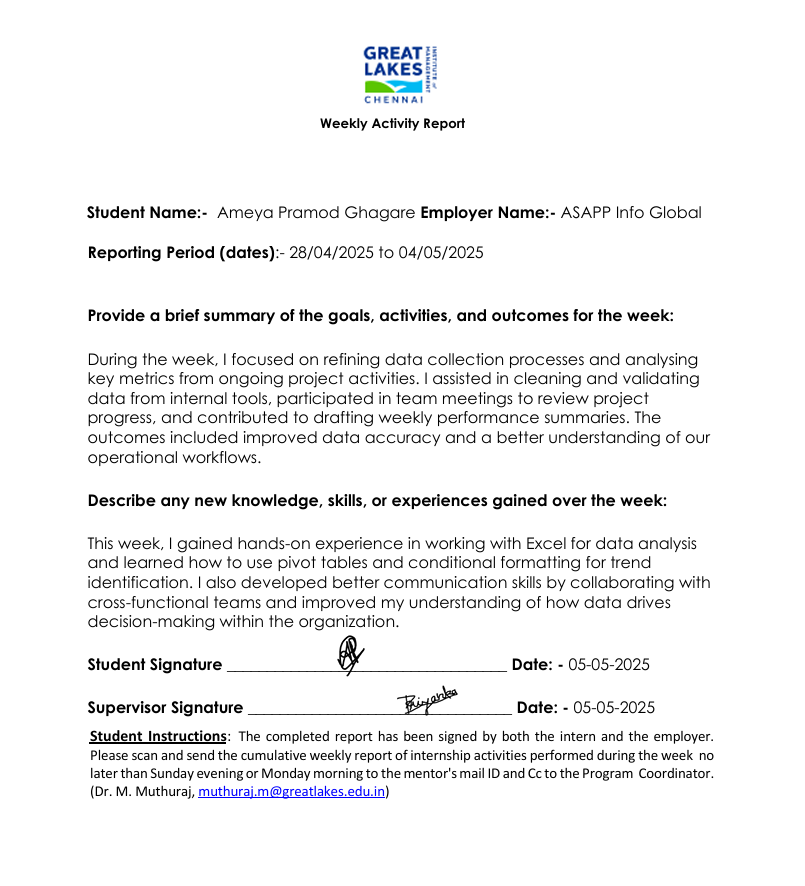 GREAT
LAKES
INSTITUTE of
MANAGEMENT
CHENNAI
Weekly Activity Report
Student Name:- Ameya Pramod Ghagare Employer Name:- ASAPP Info Global
Reporting Period (dates):- 28/04/2025 to 04/05/2025
Provide a brief summary of the goals, activities, and outcomes for the week:
During the week, I focused on refining data collection processes and analysing
key metrics from ongoing project activities. I assisted in cleaning and validating
data from internal tools, participated in team meetings to review project
progress, and contributed to drafting weekly performance summaries. The
outcomes included improved data accuracy and a better understanding of our
operational workflows.
Describe any new knowledge, skills, or experiences gained over the week:
This week, I gained hands-on experience in working with Excel for data analysis
and learned how to use pivot tables and conditional formatting for trend
identification. I also developed better communication skills by collaborating with
cross-functional teams and improved my understanding of how data drives
decision-making within the organization.
Student Signature ________________________________ Date: - 05-05-2025
Supervisor Signature ____________Priyanka______ Date: - 05-05-2025
Student Instructions: The completed report has been signed by both the intern and the employer.
Please scan and send the cumulative weekly report of internship activities performed during the week no
later than Sunday evening or Monday morning to the mentor's mail ID and Cc to the Program Coordinator.
(Dr. M. Muthuraj, muthuraj.m@greatlakes.edu.in)